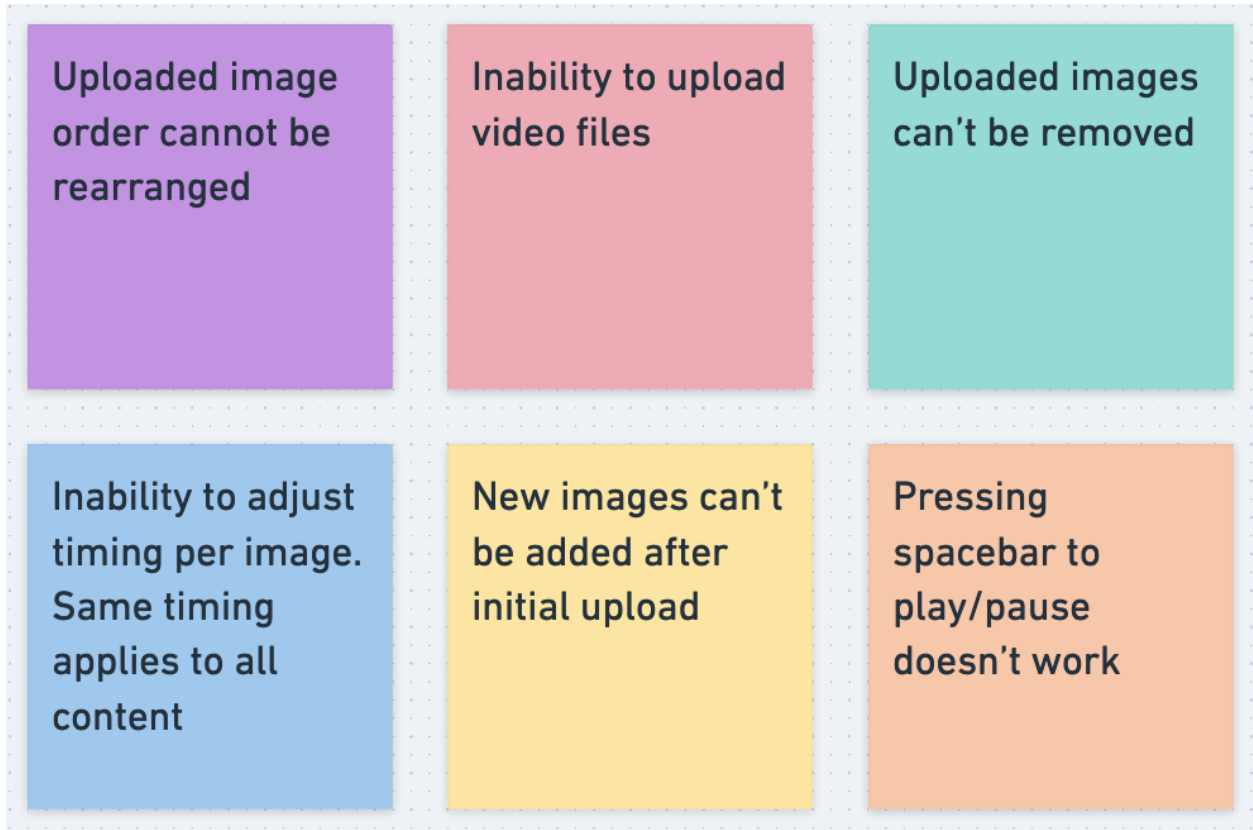 Uploaded image
order cannot be
rearranged
Inability to upload
video files
Uploaded images
can’t be removed
Inability to adjust
timing per image.
Same timing
applies to all
content
New images can’t
be added after
initial upload
Pressing
spacebar to
play/pause
doesn’t work